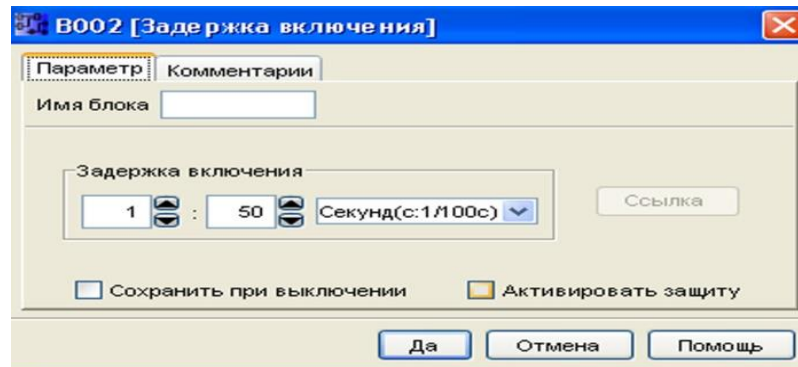 B002 [Задержка включения]
Параметр Комментарии
Имя блока
Задержка включения
1 : 50 Секунд(с:1/100с)
Ссылка
Сохранить при выключении Активировать защиту
Да Отмена Помощь